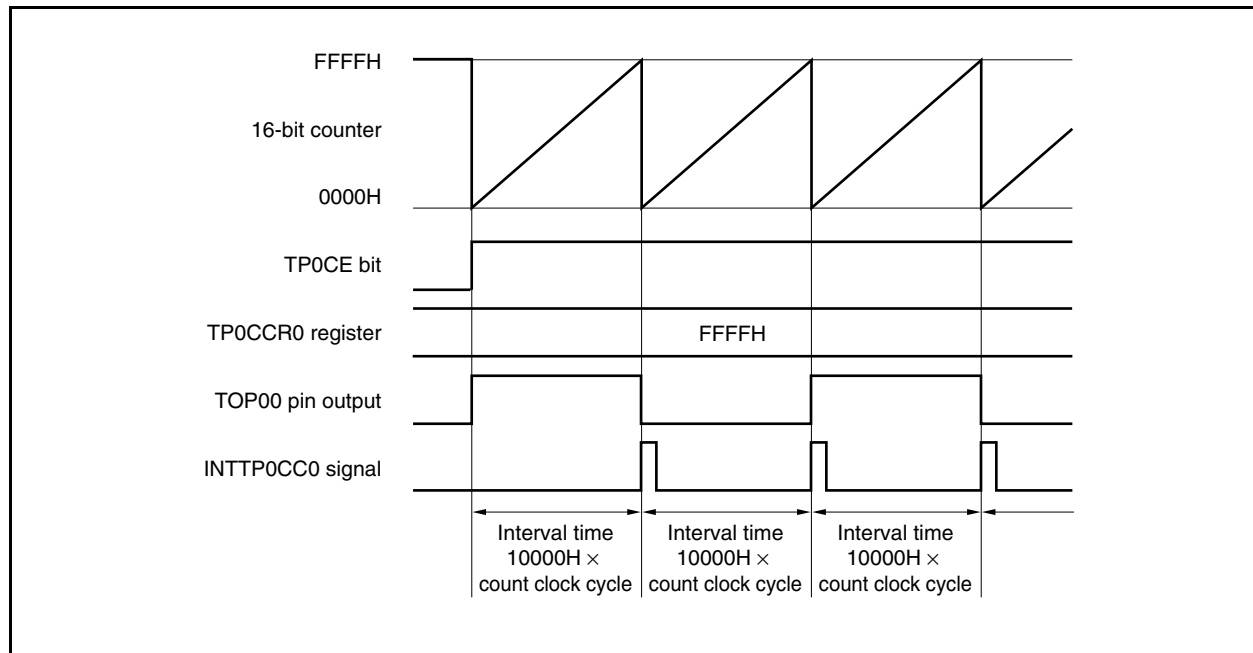 FFFFH
16-bit counter
0000H
TP0CE bit
TP0CCR0 register
FFFFH
TOP00 pin output
INTTP0CC0 signal
Interval time
10000H ×
count clock cycle
Interval time
10000H ×
count clock cycle
Interval time
10000H ×
count clock cycle